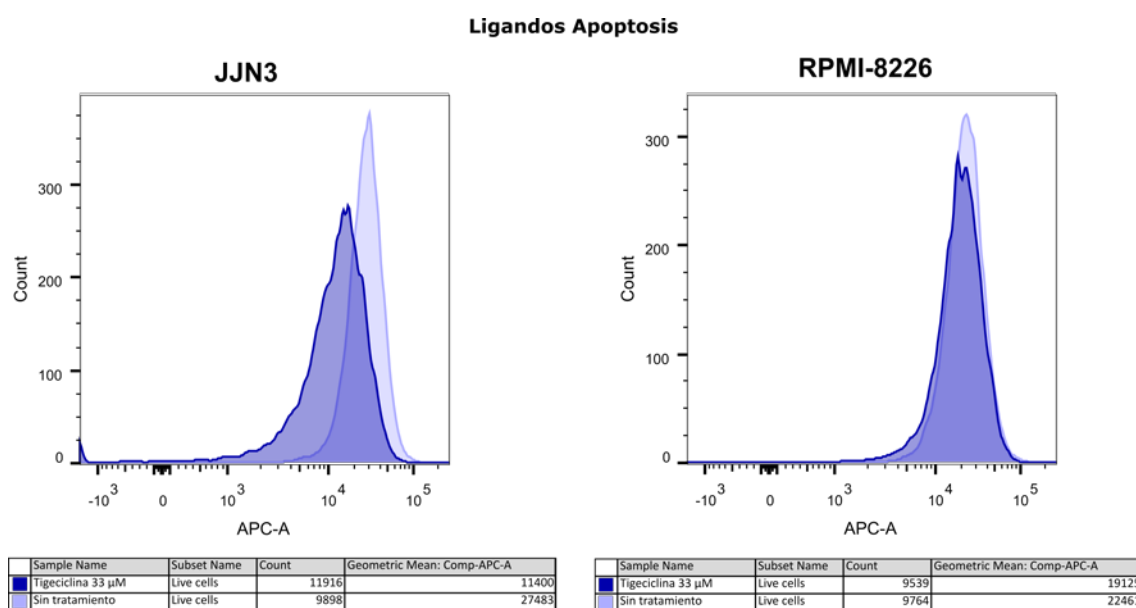 Ligandos Apoptosis
JJN3
Count
300
200
100
0
-10 3 0 10 3 10 4 10 5
APC-A
Sample Name Subset Name Count Geometric Mean: Comp-APC-A
Tigeciclina 33 µM Live cells 11916 11400
Sin tratamiento Live cells 9898 27483
RPMI-8226
Count
300
200
100
0
-10 3 0 10 3 10 4 10 5
APC-A
Sample Name Subset Name Count Geometric Mean: Comp-APC-A
Tigeciclina 33 µM Live cells 9539 19125
Sin tratamiento Live cells 9764